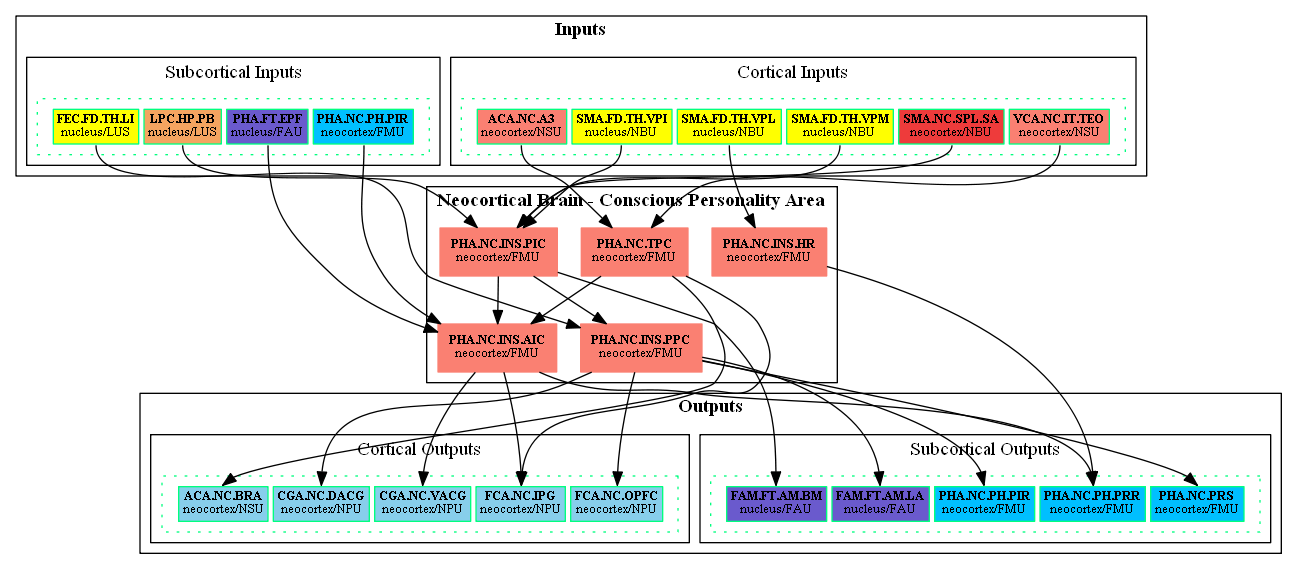 Inputs
Subcortical Inputs
Cortical Inputs
FEC.FD.TH.LI
nucleus/LUS
LPC.HP.PB
nucleus/LUS
PHA.FT.EPF
nucleus/FAU
PHA.NC.PH.PIR
neocortex/FMU
ACA.NC.A3
neocortex/NSU
SMA.FD.TH.VPI
nucleus/NBU
SMA.FD.TH.VPL
nucleus/NBU
SMA.FD.TH.VPM
nucleus/NBU
SMA.NC.SPL.SA
neocortex/NBU
VCA.NC.IT.TEO
neocortex/NSU
Neocortical Brain - Conscious Personality Area
PHA.NC.INS.PIC
neocortex/FMU
PHA.NC.TPC
neocortex/FMU
PHA.NC.INS.HR
neocortex/FMU
PHA.NC.INS.AIC
neocortex/FMU
PHA.NC.INS.PPC
neocortex/FMU
Outputs
Cortical Outputs
Subcortical Outputs
ACA.NC.BRA
neocortex/NSU
CGA.NC.DACG
neocortex/NPU
CGA.NC.VACG
neocortex/NPU
FCA.NC.IPG
neocortex/NPU
FCA.NC.OPFC
neocortex/NPU
FAM.FT.AM.BM
nucleus/FAU
FAM.FT.AM.LA
nucleus/FAU
PHA.NC.PH.PIR
neocortex/FMU
PHA.NC.PH.PRR
neocortex/FMU
PHA.NC.PRS
neocortex/FMU